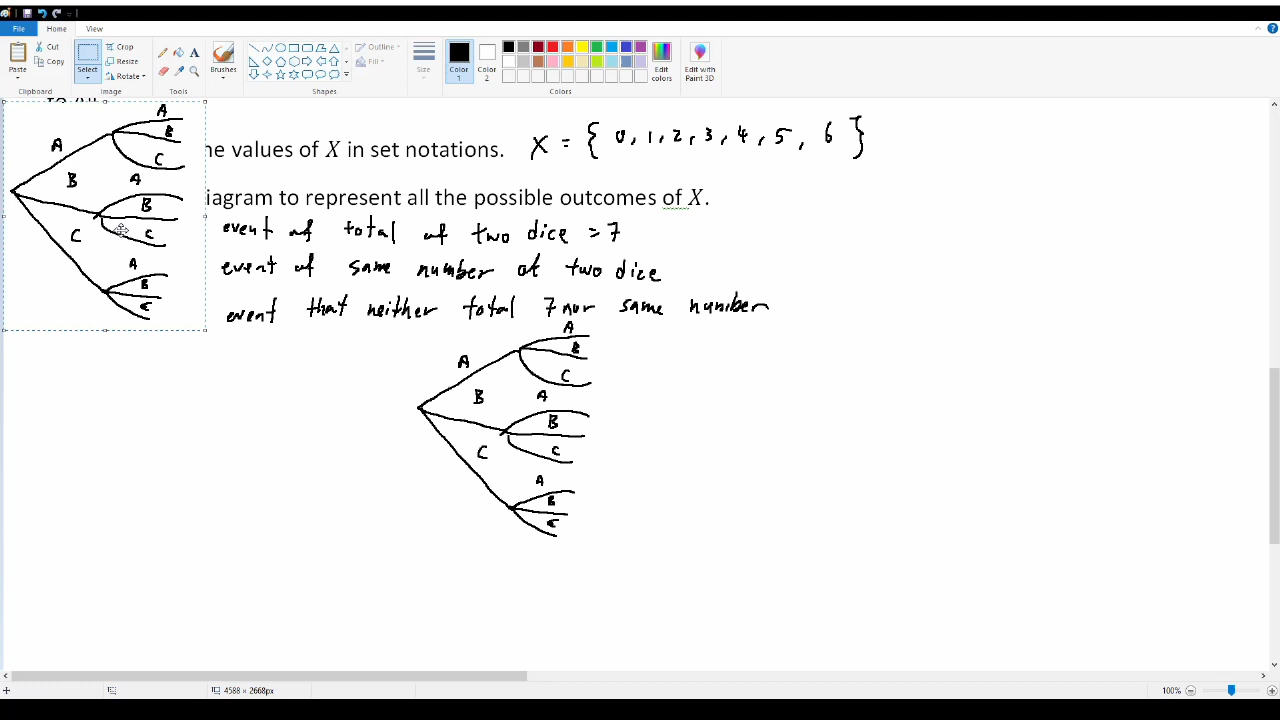 File Home View
Paste Cut Copy Select Crop Resize Rotate Brushes Outline Fill Size Color 1 Color 2 Edit colors Edit with Paint 3D
Clipboard Image Tools Shapes Colors
he values of X in set notations. X = { 0, 1, 2, 3, 4, 5, 6 }
iagram to represent all the possible outcomes of X.
event of total of two dice = 7
event of same number of two dice
event that neither total 7 nor same number
A
A
B
C
B
A
B
C
C
A
B
C
A
A
B
C
B
A
B
C
C
A
B
C
4588 × 2668px 100%